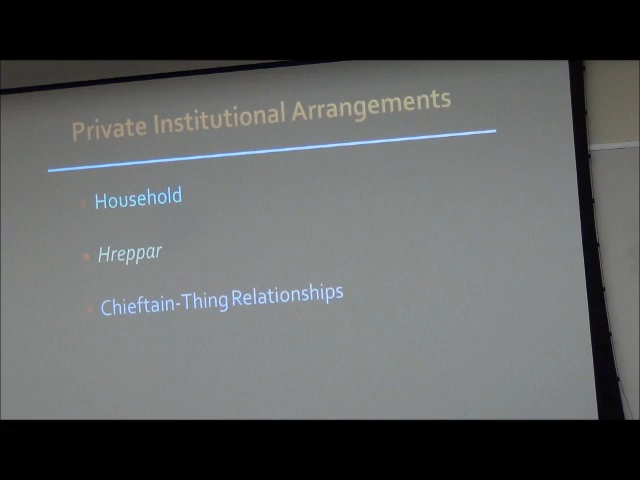 Private Institutional Arrangements
Household
Hreppar
Chieftain-Thing Relationships